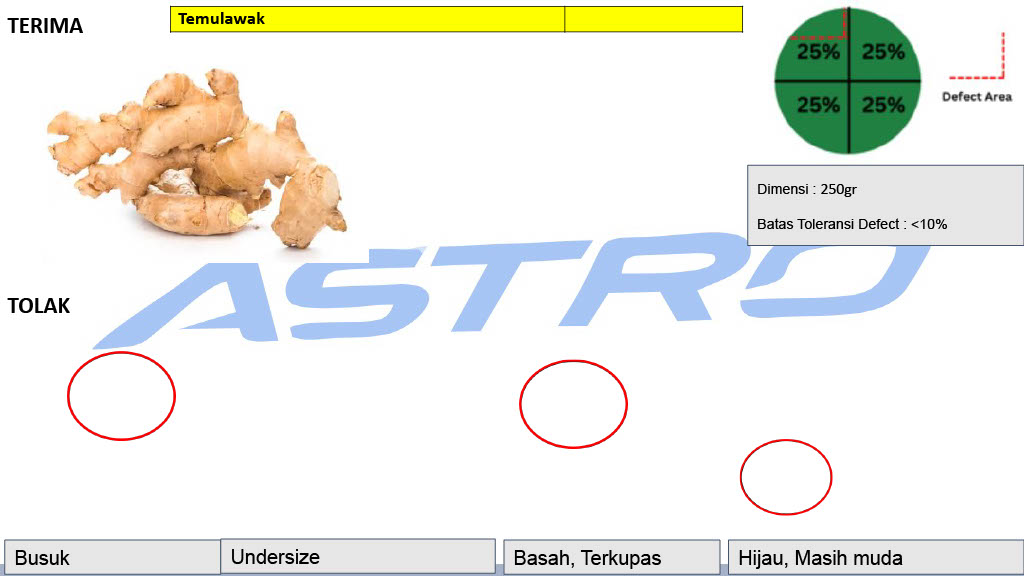 TERIMA
Temulawak
25% 25%
25% 25%
Defect Area
Dimensi : 250gr
Batas Toleransi Defect : <10%
ASTRO
TOLAK
Busuk
Undersize
Basah, Terkupas
Hijau, Masih muda